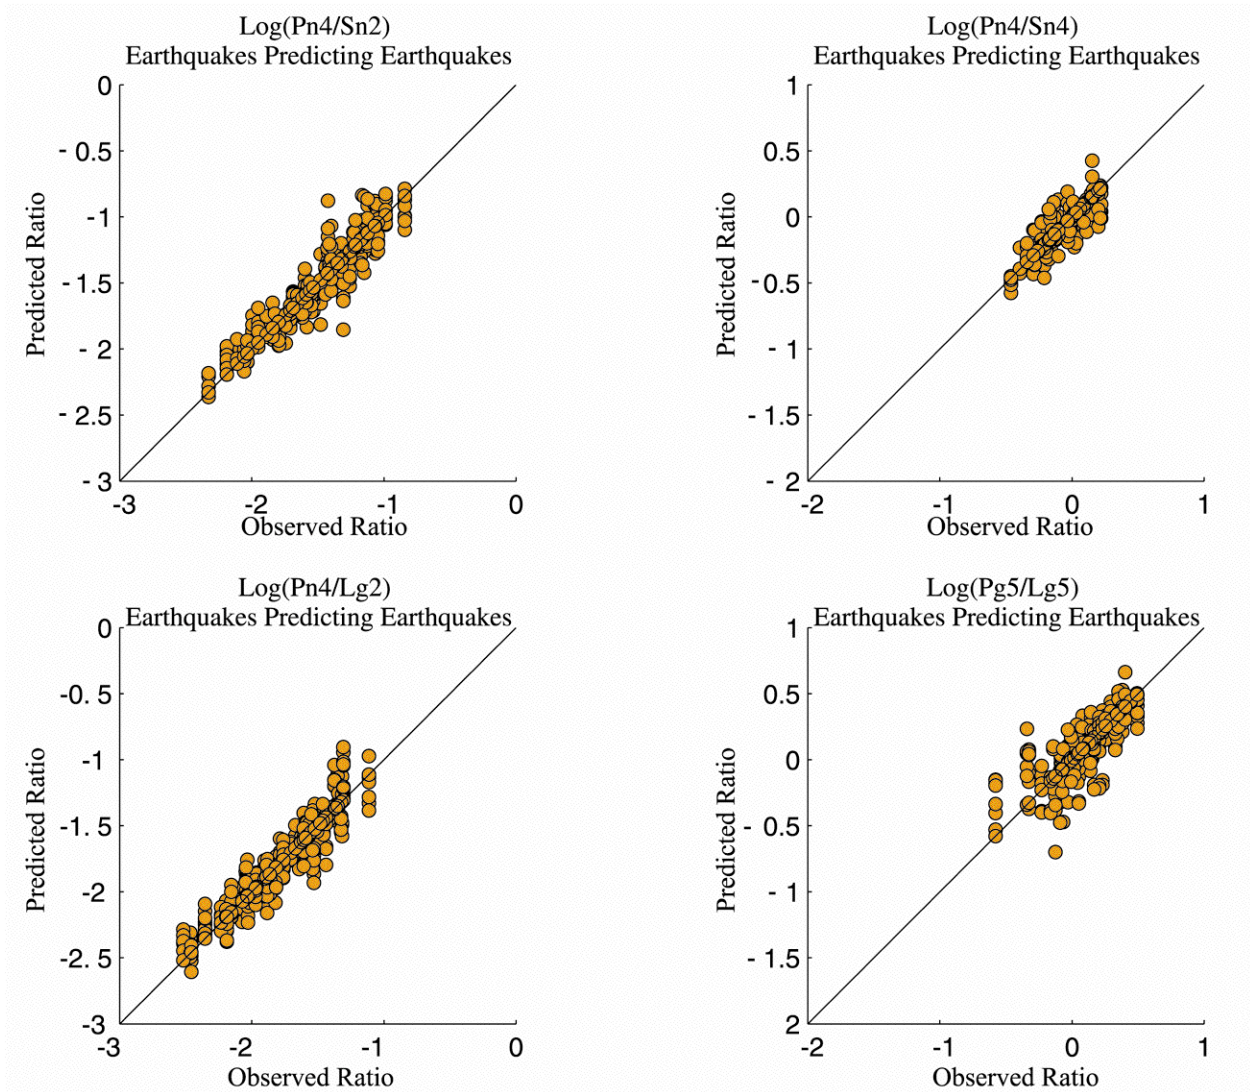 Log(Pn4/Sn2)
Earthquakes Predicting Earthquakes
0
- 0.5
-1
- 1.5
- 2
- 2.5
- 3
Predicted Ratio
-3
-2
-1
0
Observed Ratio
Log(Pn4/Sn4)
Earthquakes Predicting Earthquakes
1
0.5
0
-0.5
- 1
- 1.5
- 2
Predicted Ratio
-2
-1
0
1
Observed Ratio
Log(Pn4/Lg2)
Earthquakes Predicting Earthquakes
0
-0. 5
-1
-1.5
-2
-2.5
-3
Predicted Ratio
-3
-2
-1
0
Observed Ratio
Log(Pg5/Lg5)
Earthquakes Predicting Earthquakes
1
0.5
0
- 0.5
- 1
- 1.5
2
Predicted Ratio
-2
-1
0
1
Observed Ratio